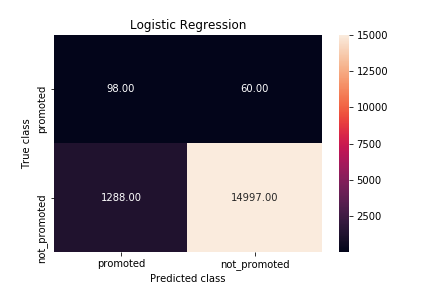 Logistic Regression
promoted
98.00
60.00
not_promoted
1288.00
14997.00
True class
promoted
not_promoted
Predicted class
15000
12500
10000
7500
5000
2500